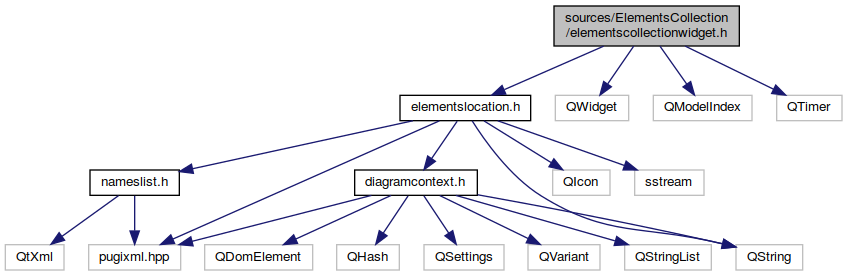 sources/ElementsCollection
/elementscollectionwidget.h
elementslocation.h
QWidget
QModelIndex
QTimer
nameslist.h
diagramcontext.h
QIcon
sstream
QtXml
pugixml.hpp
QDomElement
QHash
QSettings
QVariant
QStringList
QString